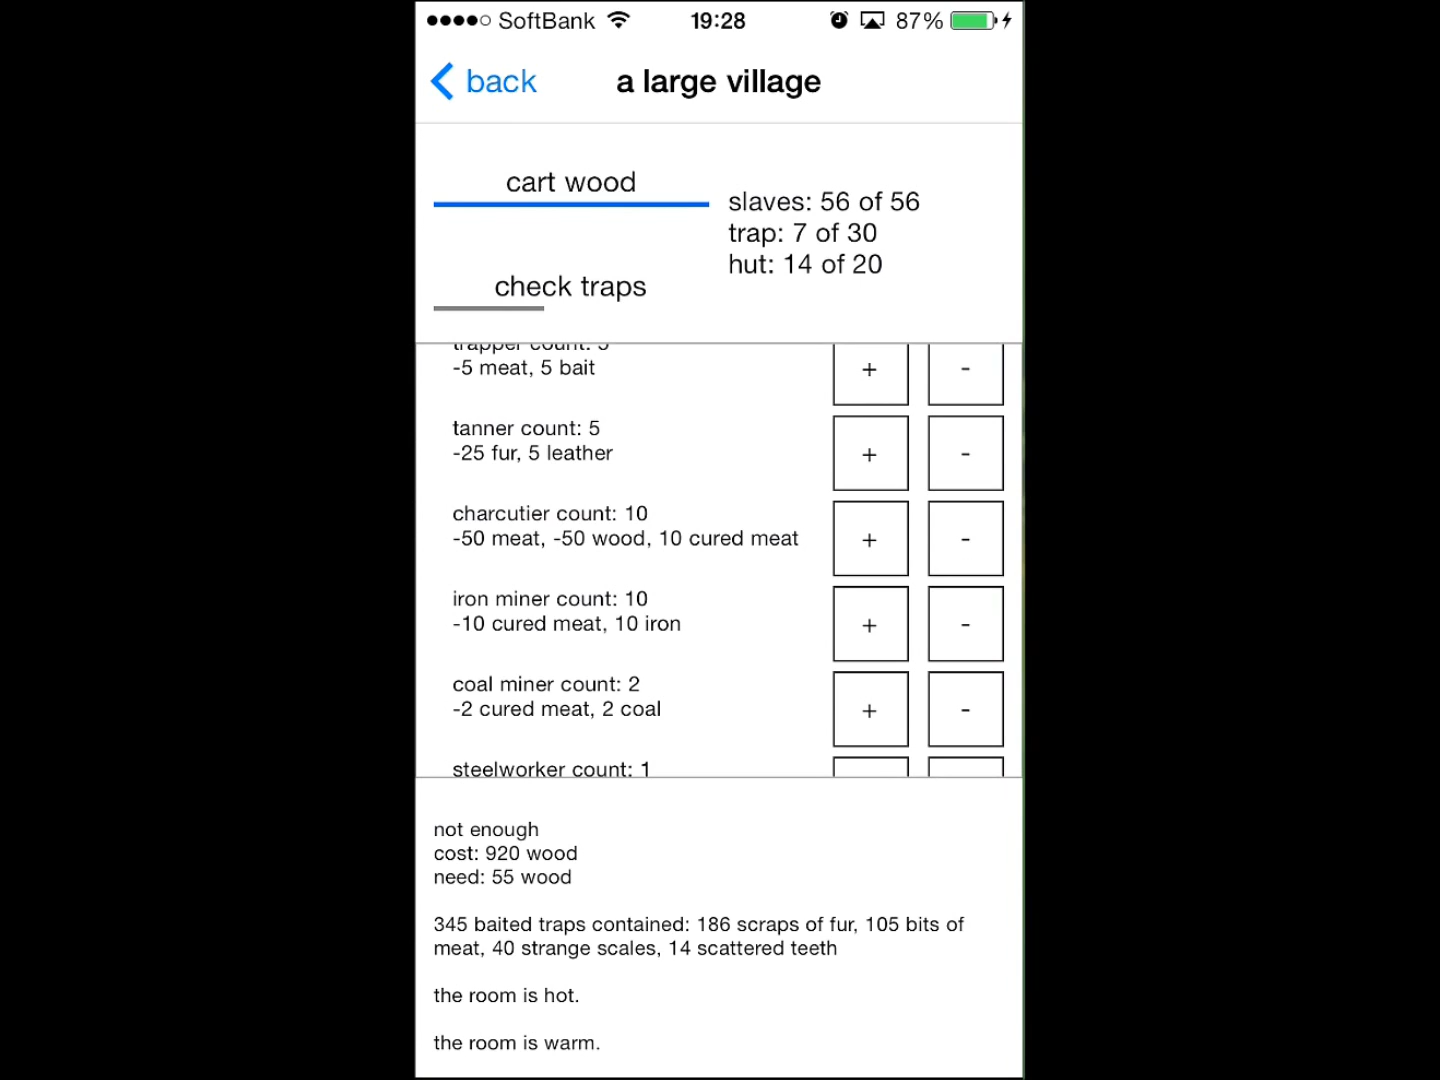 SoftBank 19:28 87%
back a large village
cart wood
slaves: 56 of 56
trap: 7 of 30
hut: 14 of 20
check traps
trapper count: 5
-5 meat, 5 bait
+ -
tanner count: 5
-25 fur, 5 leather
+ -
charcutier count: 10
-50 meat, -50 wood, 10 cured meat
+ -
iron miner count: 10
-10 cured meat, 10 iron
+ -
coal miner count: 2
-2 cured meat, 2 coal
+ -
steelworker count: 1
not enough
cost: 920 wood
need: 55 wood
345 baited traps contained: 186 scraps of fur, 105 bits of
meat, 40 strange scales, 14 scattered teeth
the room is hot.
the room is warm.